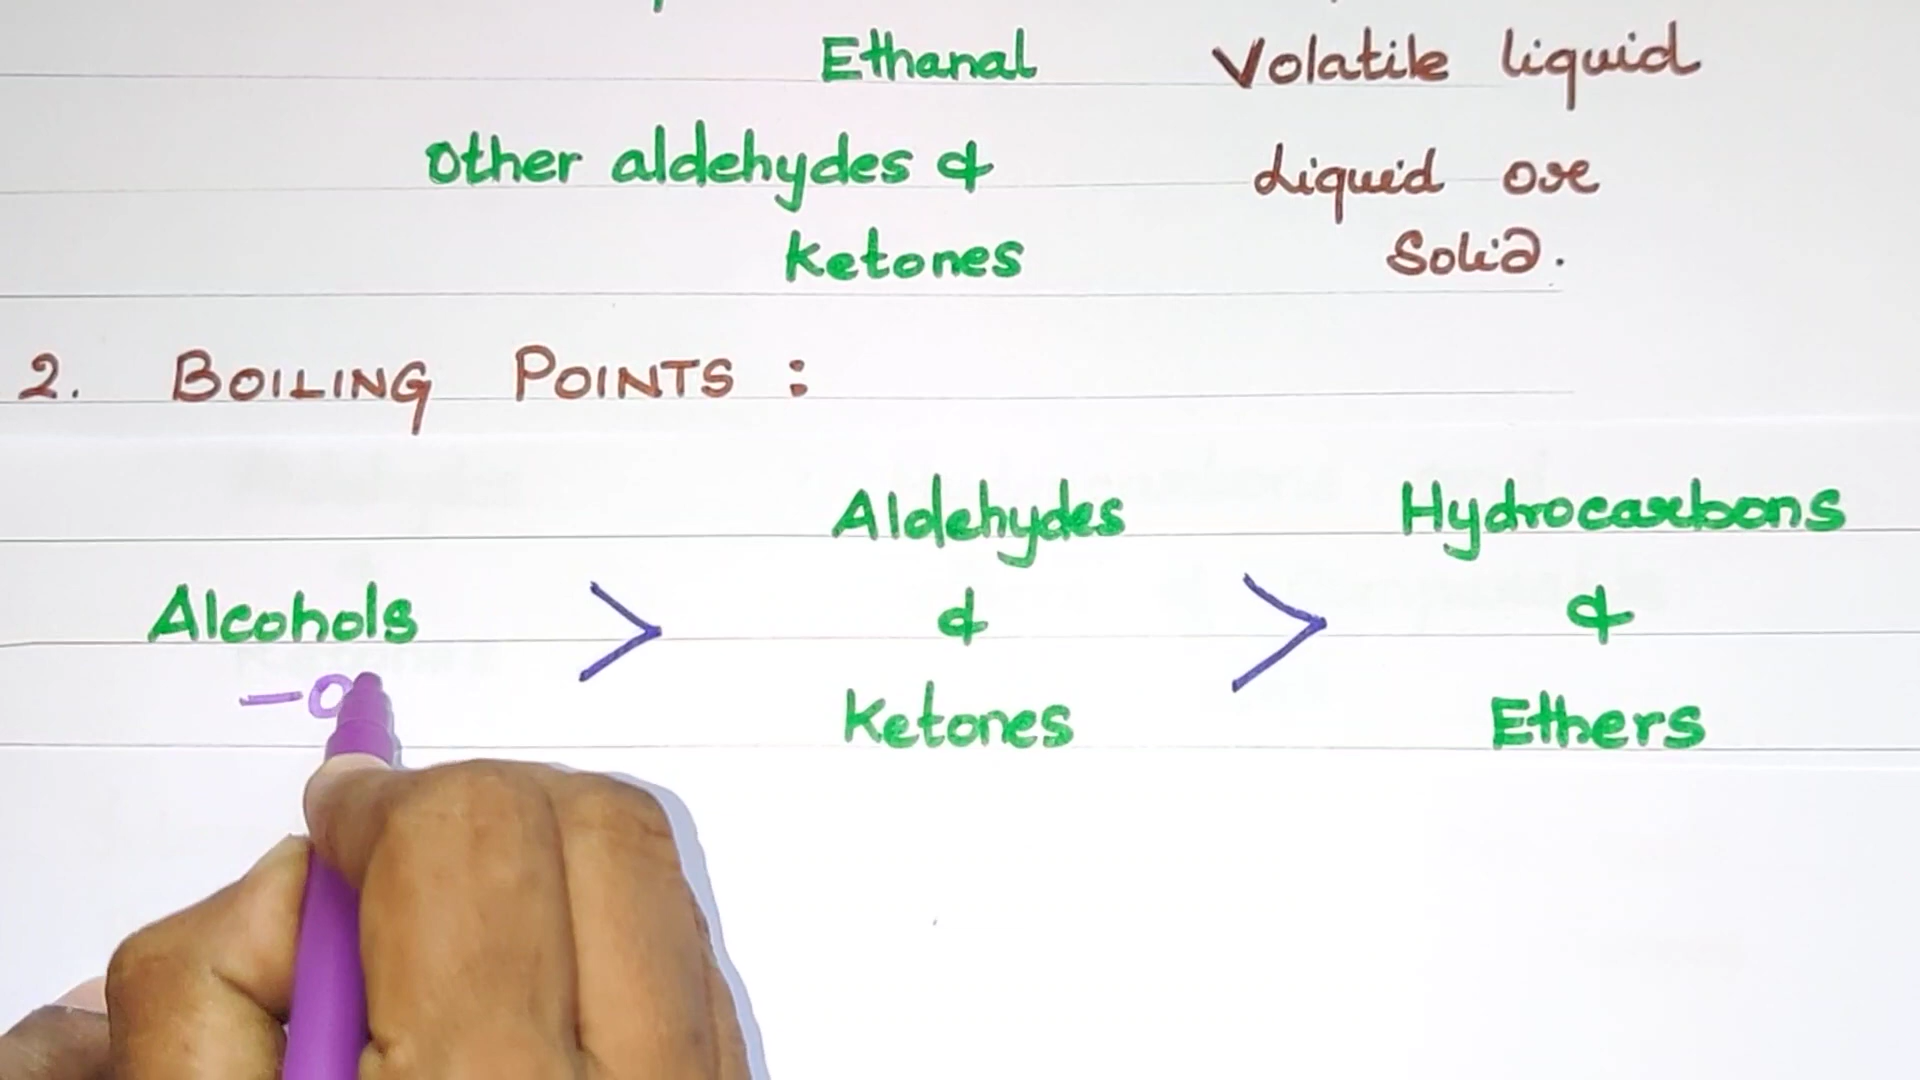 Ethanal Volatile liquid
Other aldehydes & Liquid or
Ketones Solid.
2. BOILING POINTS :
Aldehydes Hydrocarbons
Alcohols > & > &
-O
Ketones Ethers